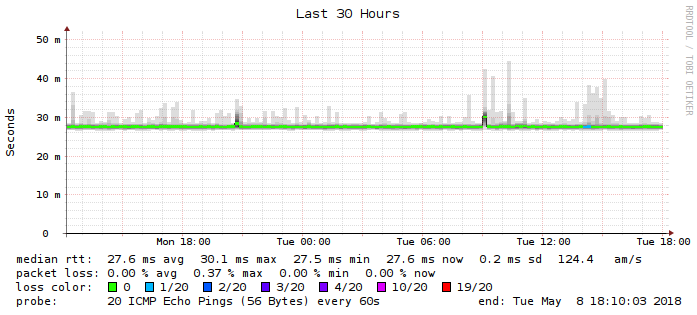 Last 30 Hours
RRDTOOL / TOBI OETIKER
Seconds
50 m
40 m
30 m
20 m
10 m
0
Mon 18:00 Tue 00:00 Tue 06:00 Tue 12:00 Tue 18:00
median rtt: 27.6 ms avg 30.1 ms max 27.5 ms min 27.6 ms now 0.2 ms sd 124.4 am/s
packet loss: 0.00 % avg 0.37 % max 0.00 % min 0.00 % now
loss color: 0 1/20 2/20 3/20 4/20 10/20 19/20
probe: 20 ICMP Echo Pings (56 Bytes) every 60s end: Tue May 8 18:10:03 2018